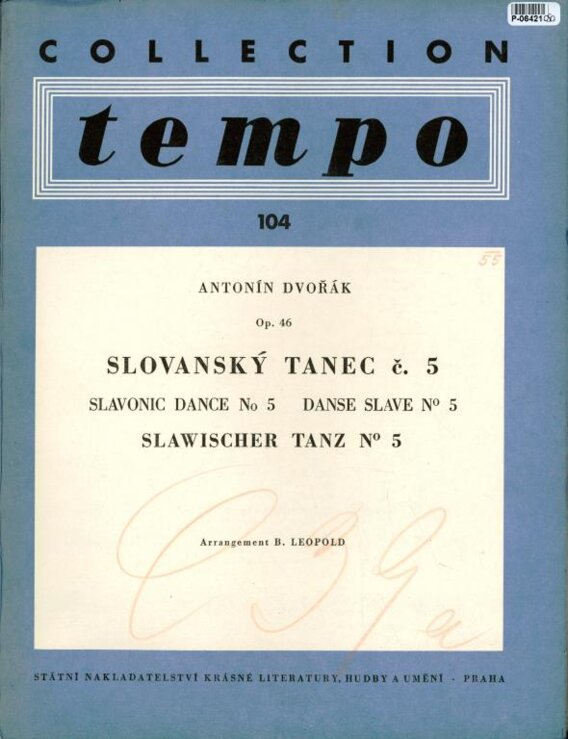 P-0642180
COLLECTION
tempo
104
55
ANTONÍN DVOŘÁK
Op. 46
SLOVANSKÝ TANEC č. 5
SLAVONIC DANCE No 5 DANSE SLAVE Nº 5
SLAWISCHER TANZ Nº 5
Arrangement B. LEOPOLD
STÁTNÍ NAKLADATELSTVÍ KRÁSNÉ LITERATURY, HUDBY A UMĚNÍ · PRAHA